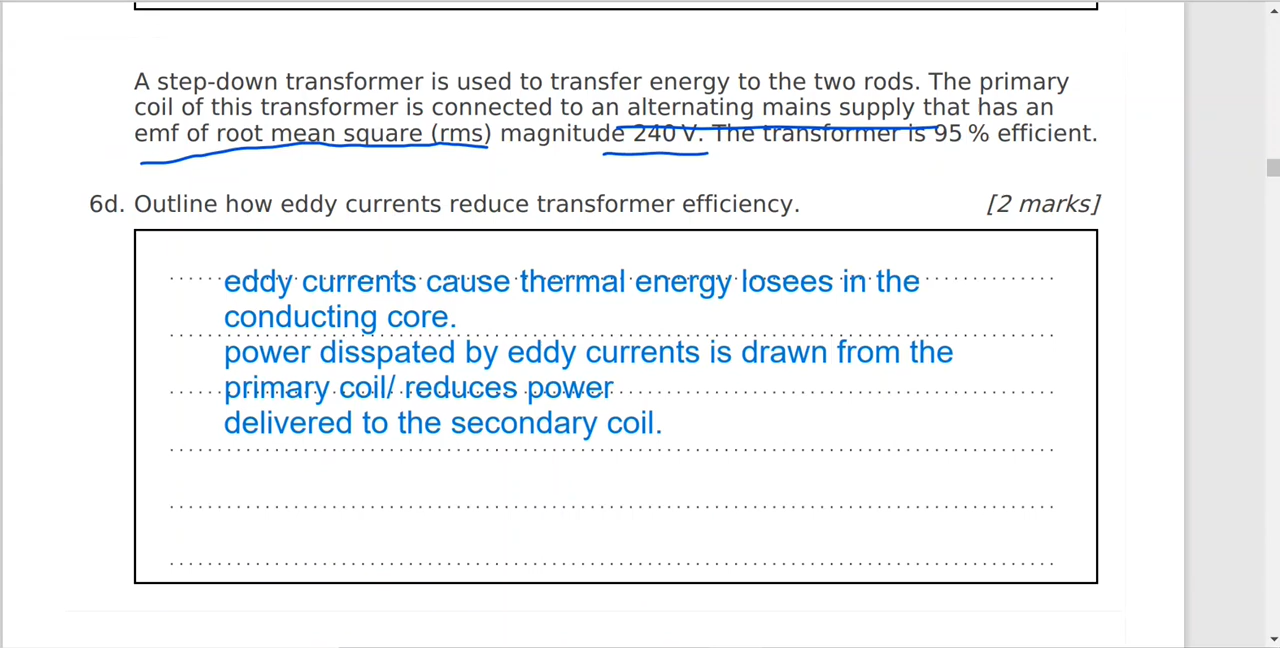 A step-down transformer is used to transfer energy to the two rods. The primary
coil of this transformer is connected to an alternating mains supply that has an
emf of root mean square (rms) magnitude 240 V. The transformer is 95 % efficient.
6d. Outline how eddy currents reduce transformer efficiency. [2 marks]
eddy currents cause thermal energy losees in the
conducting core.
power disspated by eddy currents is drawn from the
primary coil/ reduces power
delivered to the secondary coil.